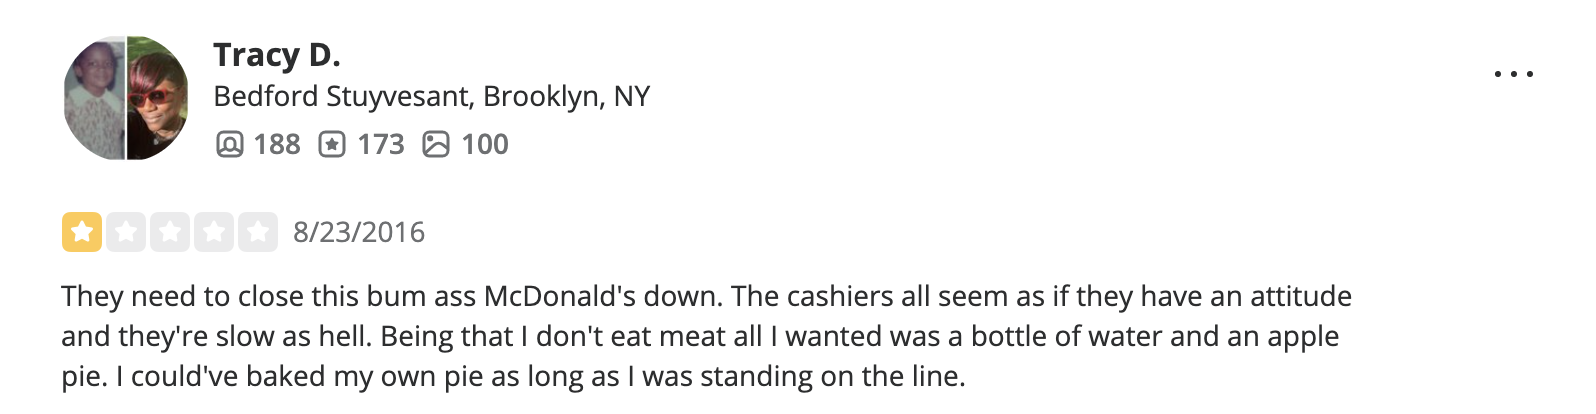 Tracy D.
Bedford Stuyvesant, Brooklyn, NY
188 173 100
8/23/2016
They need to close this bum ass McDonald's down. The cashiers all seem as if they have an attitude
and they're slow as hell. Being that I don't eat meat all I wanted was a bottle of water and an apple
pie. I could've baked my own pie as long as I was standing on the line.